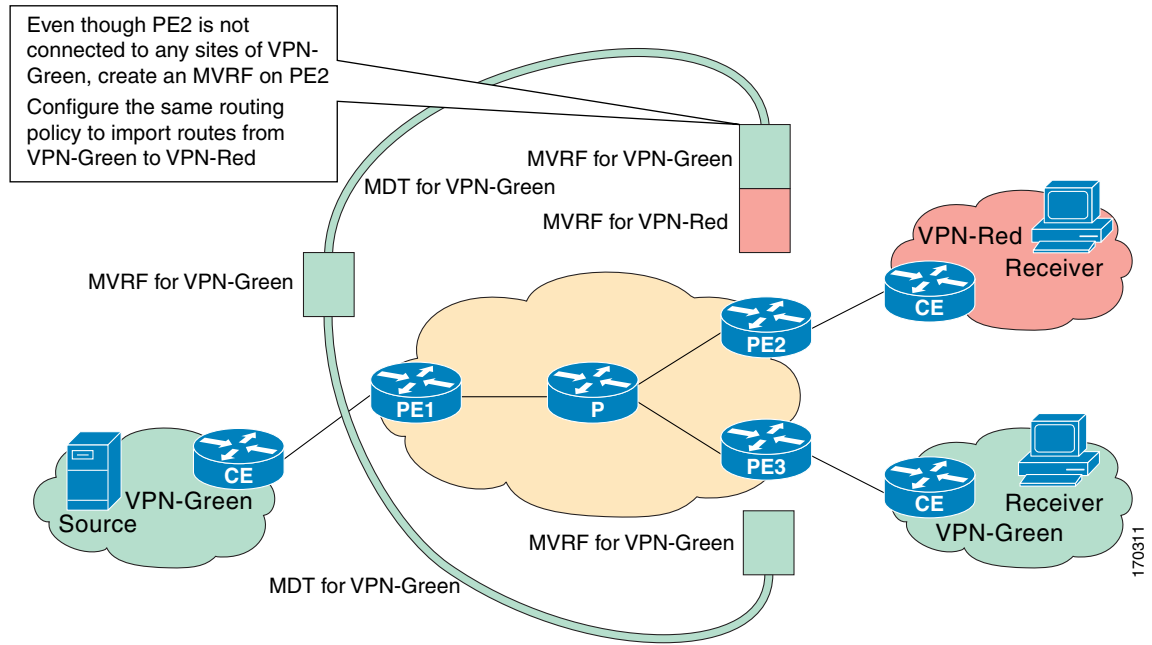 Even though PE2 is not
connected to any sites of VPN-
Green, create an MVRF on PE2
Configure the same routing
policy to import routes from
VPN-Green to VPN-Red
MVRF for VPN-Green
MDT for VPN-Green
MVRF for VPN-Red
VPN-Red
Receiver
CE
MVRF for VPN-Green
PE2
PE1
P
CE
VPN-Green
Source
PE3
CE
Receiver
VPN-Green
MVRF for VPN-Green
MDT for VPN-Green
170311